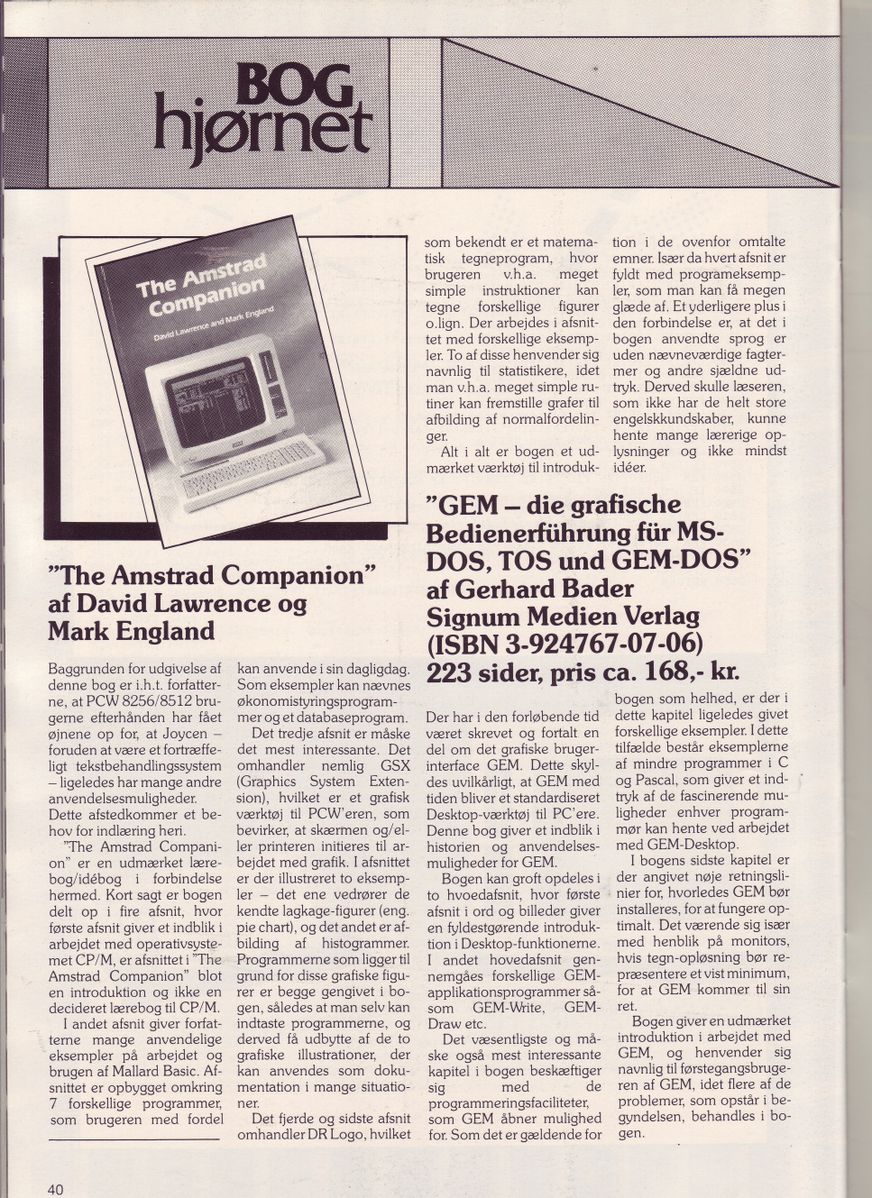 BOG
hjørnet
The Amstrad
Companion
David Lawrence and Mark England
"The Amstrad Companion"
af David Lawrence og
Mark England
Baggrunden for udgivelse af
denne bog er i.h.t. forfatter-
ne, at PCW 8256/8512 bru-
gerne efterhånden har fået
øjnene op for, at Joycen –
foruden at være et fortræffe-
ligt tekstbehandlingssystem
– ligeledes har mange andre
anvendelsesmuligheder.
Dette afstedkommer et be-
hov for indlæring heri.
"The Amstrad Compani-
on" er en udmærket lære-
bog/idébog i forbindelse
hermed. Kort sagt er bogen
delt op i fire afsnit, hvor
første afsnit giver et indblik i
arbejdet med operativsyste-
met CP/M, er afsnittet i "The
Amstrad Companion" blot
en introduktion og ikke en
decideret lærebog til CP/M.
I andet afsnit giver forfat-
terne mange anvendelige
eksempler på arbejdet og
brugen af Mallard Basic. Af-
snittet er opbygget omkring
7 forskellige programmer,
som brugeren med fordel
kan anvende i sin dagligdag.
Som eksempler kan nævnes
økonomistyringsprogram-
mer og et databaseprogram.
Det tredje afsnit er måske
det mest interessante. Det
omhandler nemlig GSX
(Graphics System Exten-
sion), hvilket er et grafisk
værktøj til PCW'eren, som
bevirker, at skærmen og/el-
ler printeren initieres til ar-
bejdet med grafik. I afsnittet
er der illustreret to eksemp-
ler – det ene vedrører de
kendte lagkage-figurer (eng.
pie chart), og det andet er af-
bilding af histogrammer.
Programmerne som ligger til
grund for disse grafiske figu-
rer er begge gengivet i bo-
gen, således at man selv kan
indtaste programmerne, og
derved få udbytte af de to
grafiske illustrationer, der
kan anvendes som doku-
mentation i mange situatio-
ner.
Det fjerde og sidste afsnit
omhandler DR Logo, hvilket
som bekendt er et matema-
tisk tegneprogram, hvor
brugeren v.h.a. meget
simple instruktioner kan
tegne forskellige figurer
o.lign. Der arbejdes i afsnit-
tet med forskellige eksemp-
ler. To af disse henvender sig
navnlig til statistikere, idet
man v.h.a. meget simple ru-
tiner kan fremstille grafer til
afbildning af normalfordelin-
ger.
Alt i alt er bogen et ud-
mærket værktøj til introduk-
tion i de ovenfor omtalte
emner. Især da hvert afsnit er
fyldt med programeksemp-
ler, som man kan få megen
glæde af. Et yderligere plus i
den forbindelse er, at det i
bogen anvendte sprog er
uden nævneværdige fagter-
mer og andre sjældne ud-
tryk. Derved skulle læseren,
som ikke har de helt store
engelskkundskaber, kunne
hente mange lærerige op-
lysninger og ikke mindst
idéer.
"GEM – die grafische
Bedienerführung für MS-
DOS, TOS und GEM-DOS"
af Gerhard Bader
Signum Medien Verlag
(ISBN 3-924767-07-06)
223 sider, pris ca. 168,- kr.
Der har i den forløbende tid
været skrevet og fortalt en
del om det grafiske bruger-
interface GEM. Dette skyl-
des uvilkårligt, at GEM med
tiden bliver et standardiseret
Desktop-værktøj til PC'ere.
Denne bog giver et indblik i
historien og anvendelses-
muligheder for GEM.
Bogen kan groft opdeles i
to hvoedafsnit, hvor første
afsnit i ord og billeder giver
en fyldestgørende introduk-
tion i Desktop-funktionerne.
I andet hovedafsnit gen-
nemgåes forskellige GEM-
applikationsprogrammer så-
som GEM-Write, GEM-
Draw etc.
Det væsentligste og må-
ske også mest interessante
kapitel i bogen beskæftiger
sig med de
programmeringsfaciliteter,
som GEM åbner mulighed
for. Som det er gældende for
bogen som helhed, er der i
dette kapitel ligeledes givet
forskellige eksempler. I dette
tilfælde består eksemplerne
af mindre programmer i C
og Pascal, som giver et ind-
tryk af de fascinerende mu-
ligheder enhver program-
mør kan hente ved arbejdet
med GEM-Desktop.
I bogens sidste kapitel er
der angivet nøje retningsli-
nier for, hvorledes GEM bør
installeres, for at fungere op-
timalt. Det værende sig især
med henblik på monitors,
hvis tegn-opløsning bør re-
præsentere et vist minimum,
for at GEM kommer til sin
ret.
Bogen giver en udmærket
introduktion i arbejdet med
GEM, og henvender sig
navnlig til førstegangsbruge-
ren af GEM, idet flere af de
problemer, som opstår i be-
gyndelsen, behandles i bo-
gen.
40